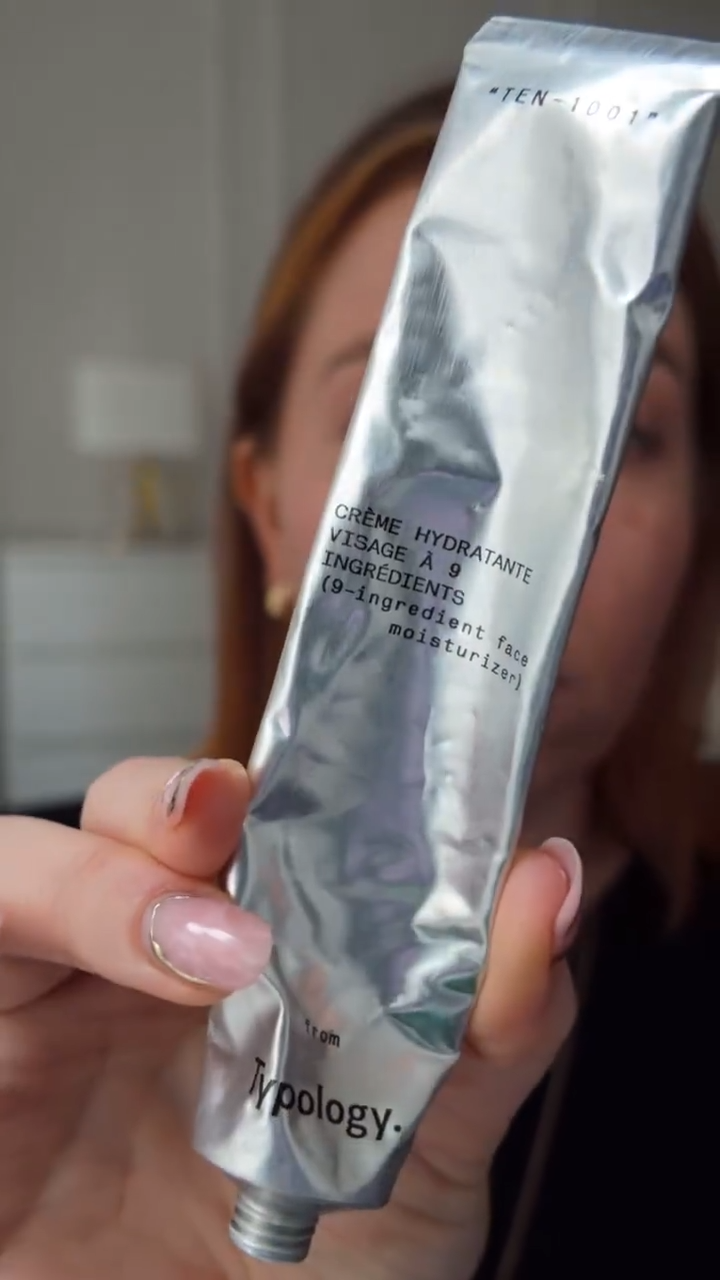 "TEN-1001"
CRÈME HYDRATANTE
VISAGE À 9
INGRÉDIENTS
(9-ingredient face
moisturizer)
from
Typology.